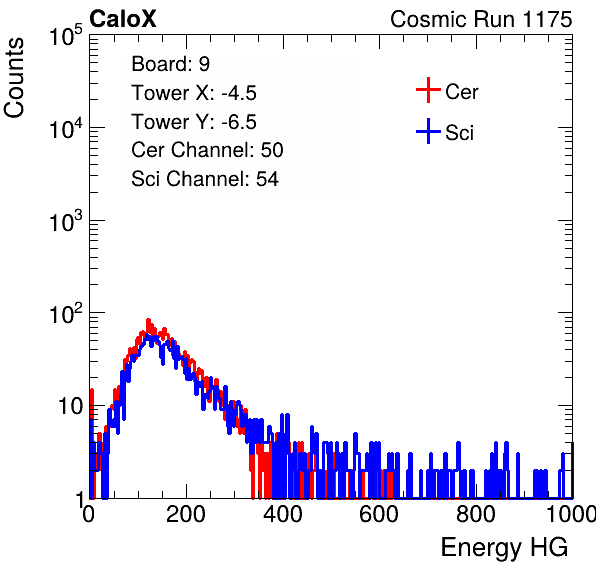 CaloX
Cosmic Run 1175
Counts
10^5
10^4
10^3
10^2
10
1
Board: 9
Tower X: -4.5
Tower Y: -6.5
Cer Channel: 50
Sci Channel: 54
Cer
Sci
0 200 400 600 800 1000
Energy HG